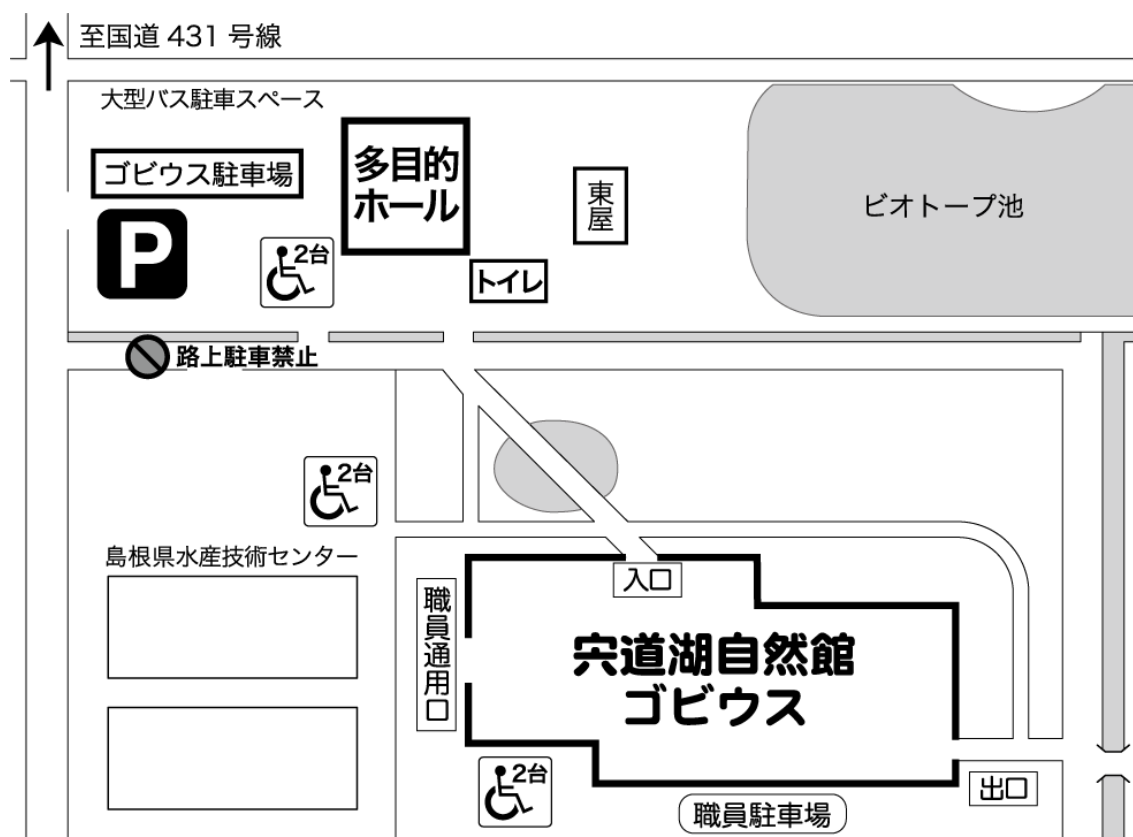 至国道 431 号線
大型バス駐車スペース
ゴビウス駐車場
P
2台
多目的
ホール
トイレ
東屋
ビオトープ池
路上駐車禁止
2台
島根県水産技術センター
職員通用口
入口
宍道湖自然館
ゴビウス
2台
職員駐車場
出口